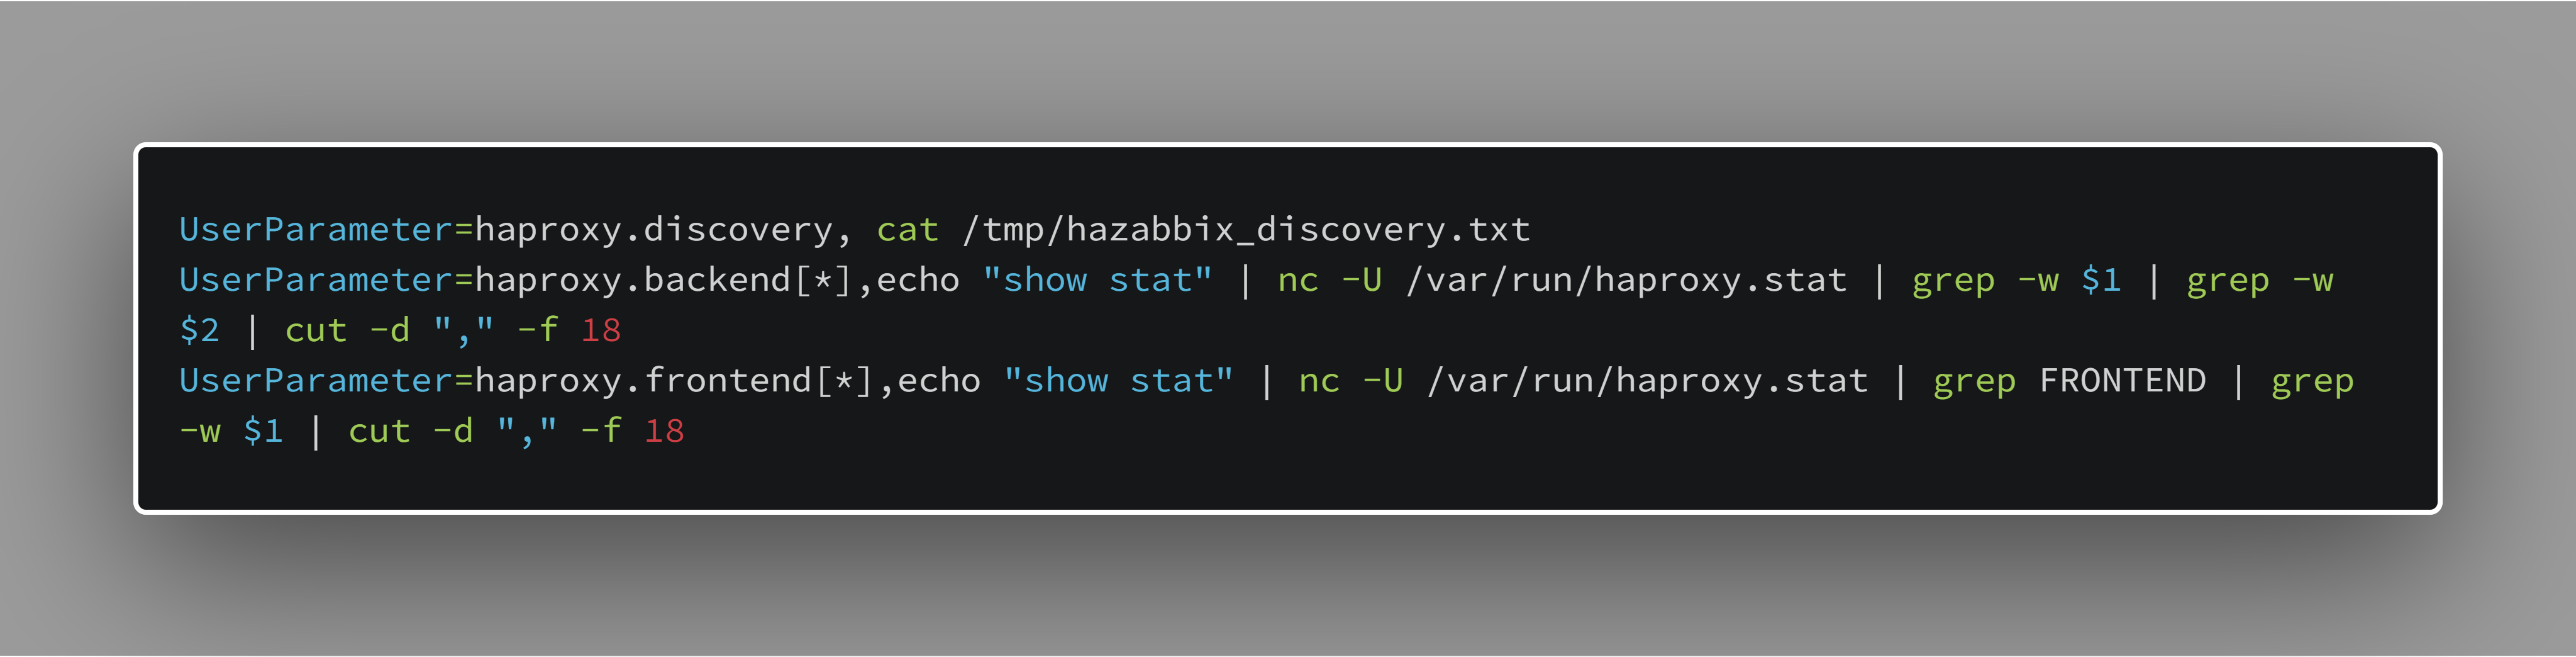 UserParameter=haproxy.discovery, cat /tmp/hazabbix_discovery.txt
UserParameter=haproxy.backend[*],echo "show stat" | nc -U /var/run/haproxy.stat | grep -w $1 | grep -w
$2 | cut -d "," -f 18
UserParameter=haproxy.frontend[*],echo "show stat" | nc -U /var/run/haproxy.stat | grep FRONTEND | grep
-w $1 | cut -d "," -f 18